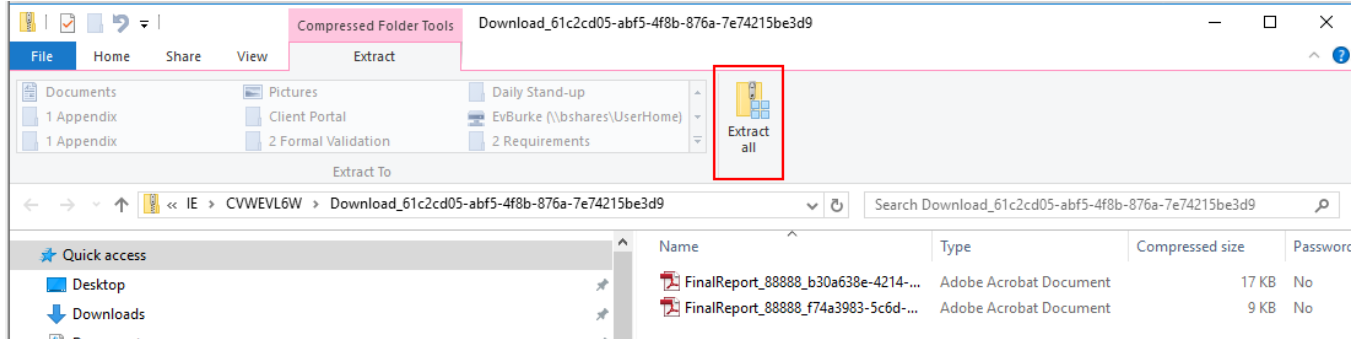 Compressed Folder Tools Download_61c2cd05-abf5-4f8b-876a-7e74215be3d9
File Home Share View Extract
Documents Pictures Daily Stand-up
1 Appendix Client Portal EvBurke (\\bshares\UserHome)
1 Appendix 2 Formal Validation 2 Requirements
Extract all
Extract To
« IE > CVWEVL6W > Download_61c2cd05-abf5-4f8b-876a-7e74215be3d9 Search Download_61c2cd05-abf5-4f8b-876a-7e74215be3d9
Quick access Name Type Compressed size Password
Desktop FinalReport_88888_b30a638e-4214-... Adobe Acrobat Document 17 KB No
Downloads FinalReport_88888_f74a3983-5c6d-... Adobe Acrobat Document 9 KB No